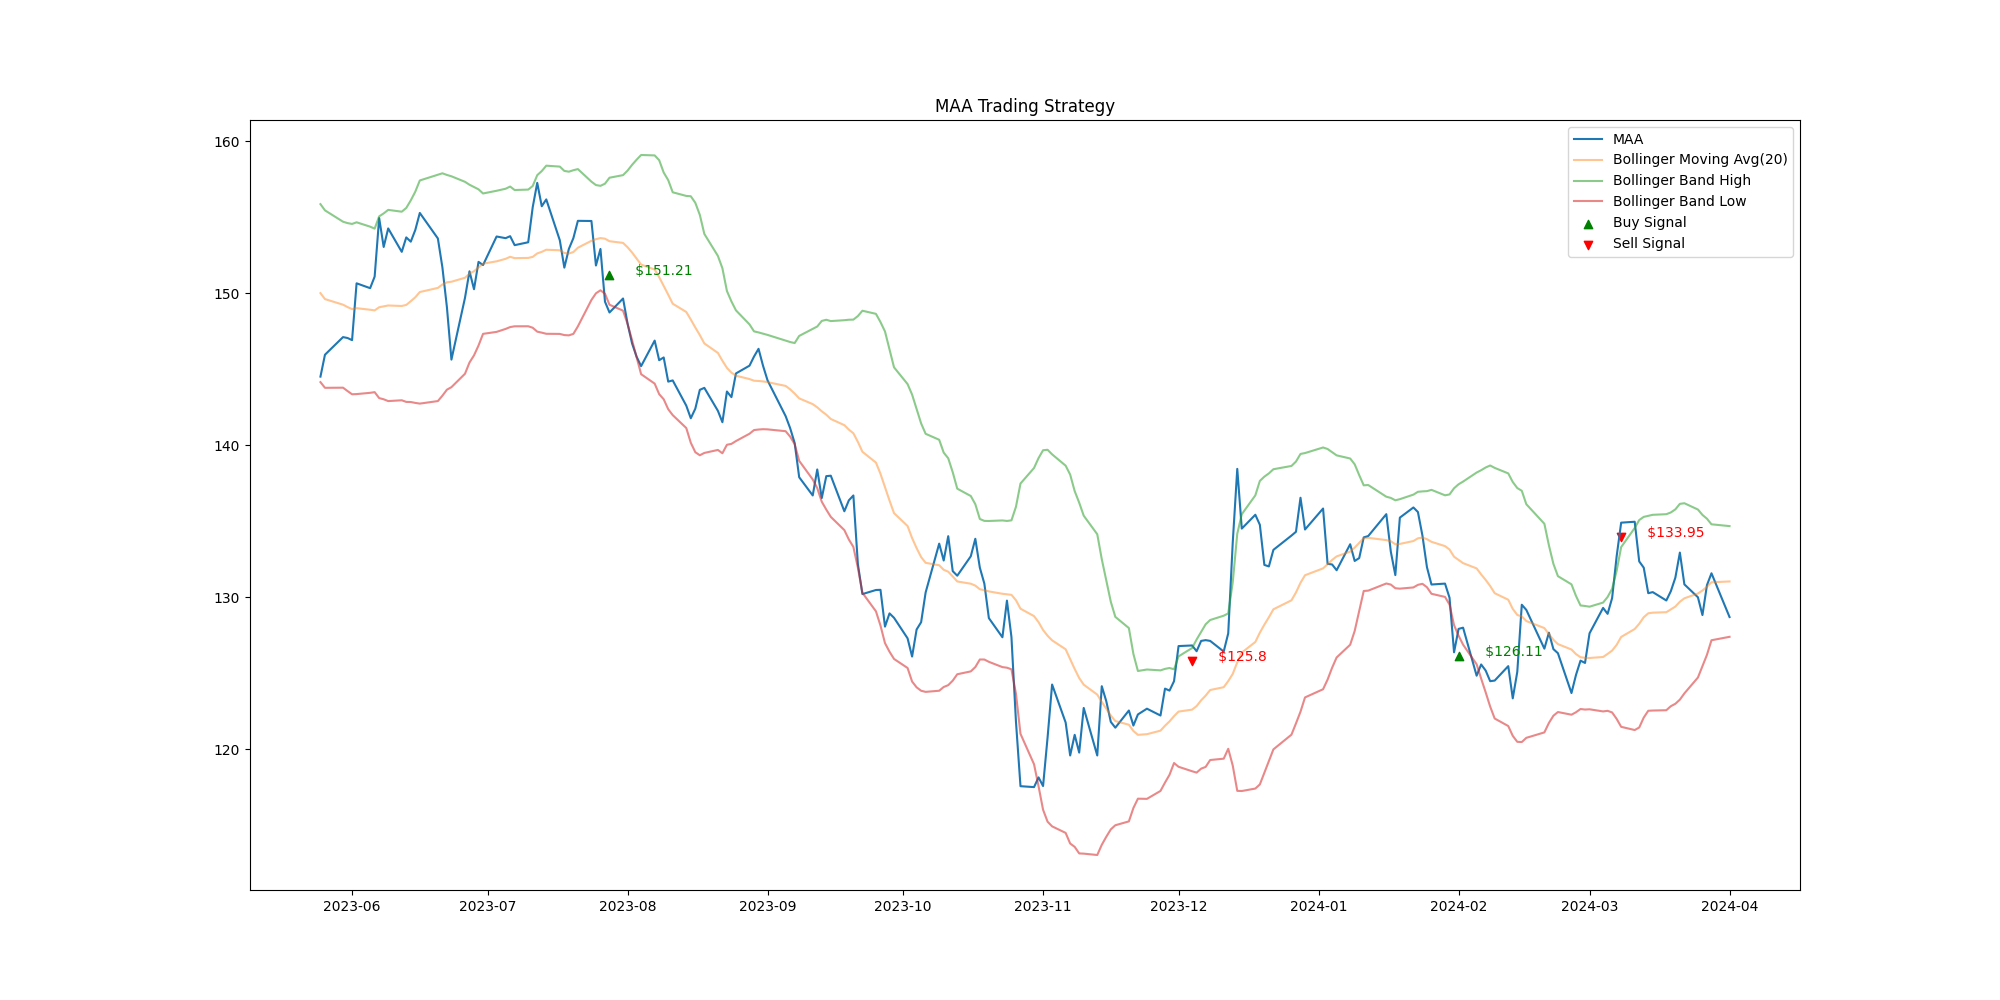 MAA Trading Strategy
160
150
140
130
120
MAA
Bollinger Moving Avg(20)
Bollinger Band High
Bollinger Band Low
Buy Signal
Sell Signal
$151.21
$133.95
$126.11
$125.8
2023-06 2023-07 2023-08 2023-09 2023-10 2023-11 2023-12 2024-01 2024-02 2024-03 2024-04